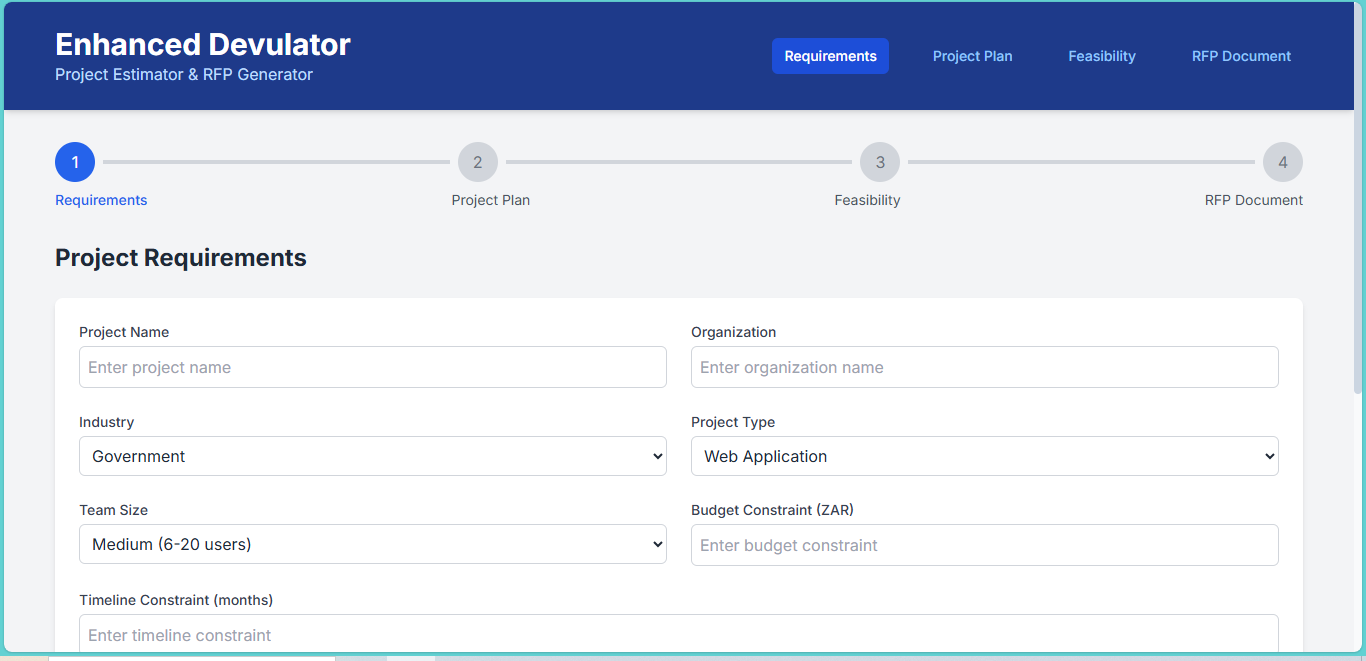 Enhanced Devulator
Project Estimator & RFP Generator
Requirements
Project Plan
Feasibility
RFP Document
1
2
3
4
Requirements
Project Plan
Feasibility
RFP Document
Project Requirements
Project Name
Organization
Enter project name
Enter organization name
Industry
Project Type
Government
Web Application
Team Size
Budget Constraint (ZAR)
Medium (6-20 users)
Enter budget constraint
Timeline Constraint (months)
Enter timeline constraint